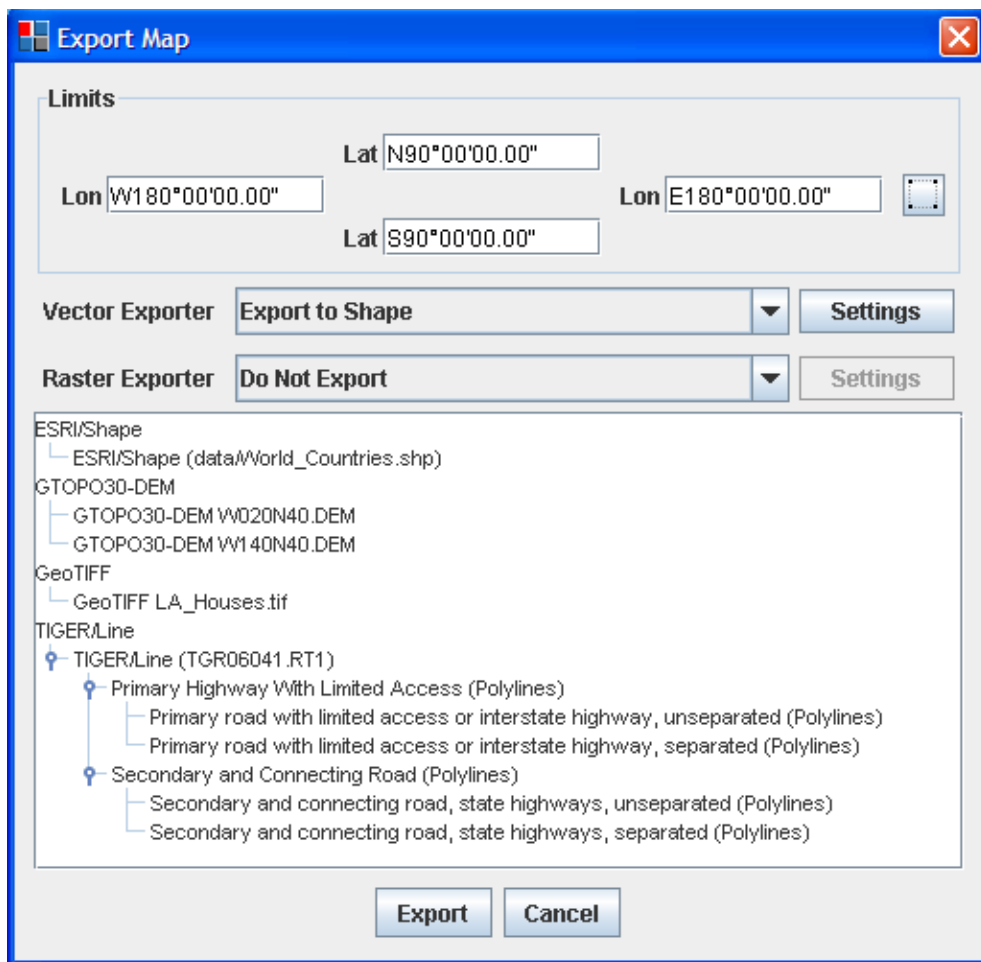 Export Map
Limits
Lat N90°00'00.00"
Lon W180°00'00.00" Lon E180°00'00.00"
Lat S90°00'00.00"
Vector Exporter Export to Shape Settings
Raster Exporter Do Not Export Settings
ESRI/Shape
ESRI/Shape (data/World_Countries.shp)
GTOPO30-DEM
GTOPO30-DEM W020N40.DEM
GTOPO30-DEM W140N40.DEM
GeoTIFF
GeoTIFF LA_Houses.tif
TIGER/Line
TIGER/Line (TGR06041.RT1)
Primary Highway With Limited Access (Polylines)
Primary road with limited access or interstate highway, unseparated (Polylines)
Primary road with limited access or interstate highway, separated (Polylines)
Secondary and Connecting Road (Polylines)
Secondary and connecting road, state highways, unseparated (Polylines)
Secondary and connecting road, state highways, separated (Polylines)
Export Cancel